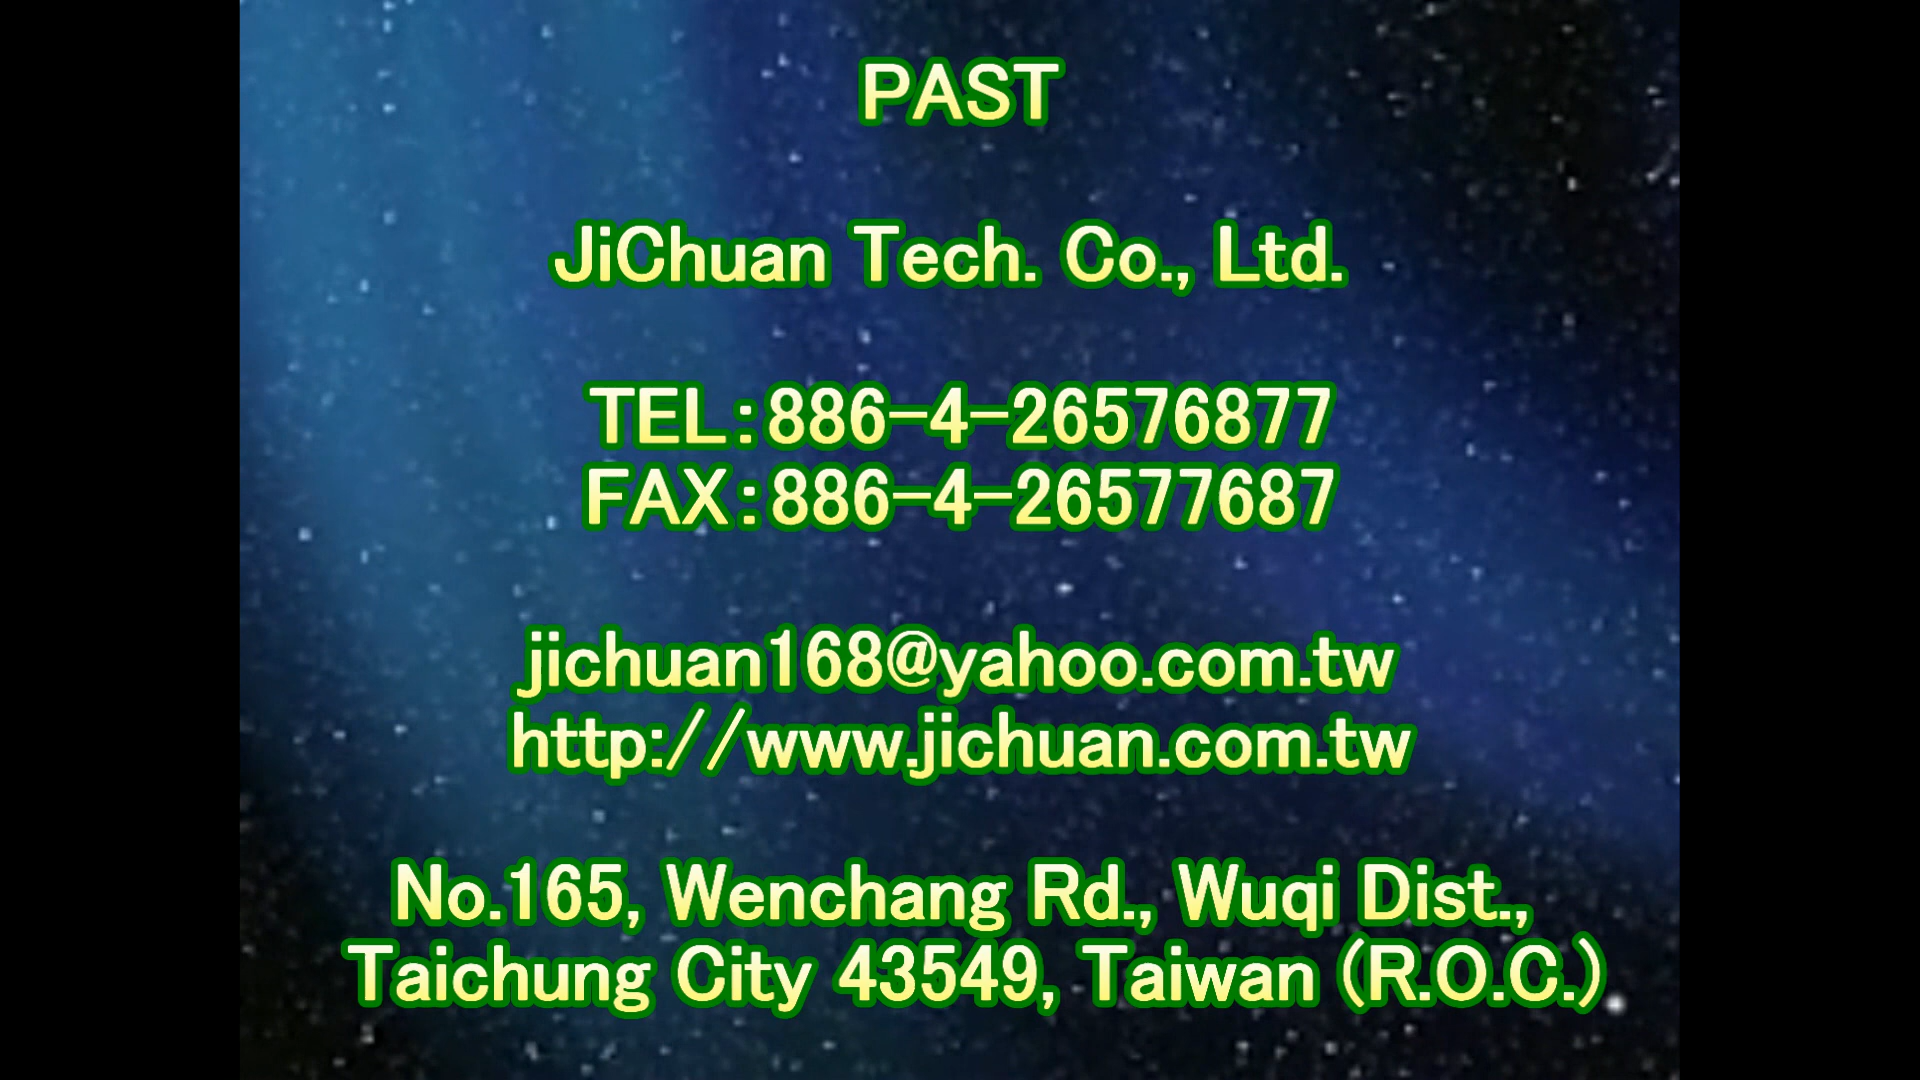 PAST
JiChuan Tech. Co., Ltd.
TEL:886-4-26576877
FAX:886-4-26577687
jichuan168@yahoo.com.tw
http://www.jichuan.com.tw
No.165, Wenchang Rd., Wuqi Dist.,
Taichung City 43549, Taiwan (R.O.C.)